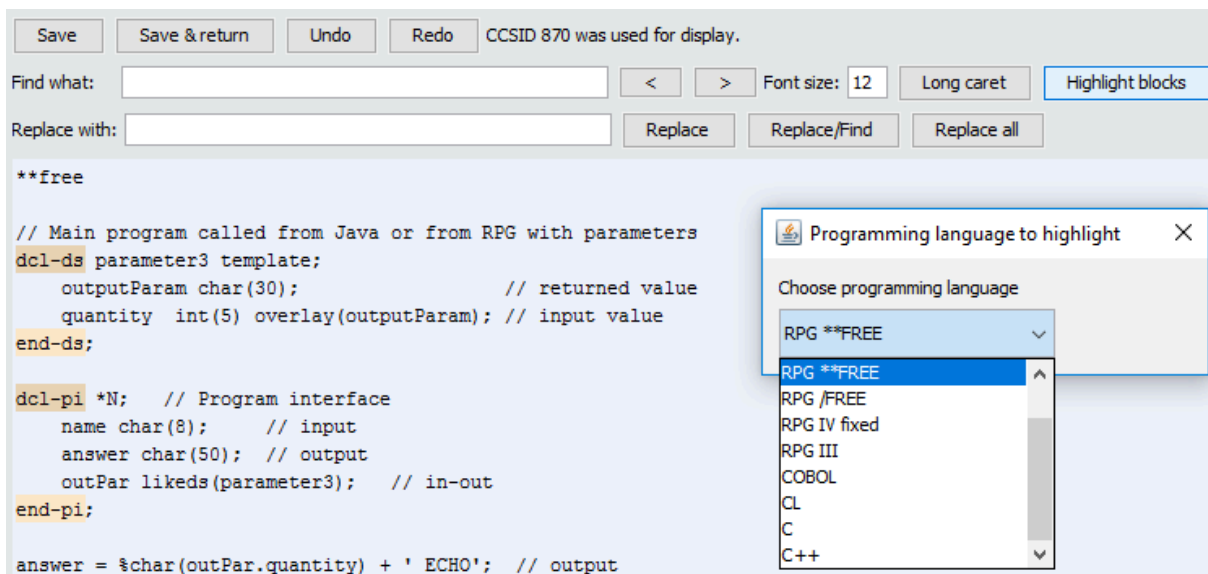 Save Save & return Undo Redo CCSID 870 was used for display.
Find what: < > Font size: 12 Long caret Highlight blocks
Replace with: Replace Replace/Find Replace all
**free
// Main program called from Java or from RPG with parameters
dcl-ds parameter3 template;
outputParam char(30); // returned value
quantity int(5) overlay(outputParam); // input value
end-ds;
dcl-pi *N; // Program interface
name char(8); // input
answer char(50); // output
outPar likeds(parameter3); // in-out
end-pi;
answer = %char(outPar.quantity) + ' ECHO'; // output
Programming language to highlight
Choose programming language
RPG **FREE
RPG **FREE
RPG /FREE
RPG IV fixed
RPG III
COBOL
CL
C
C++